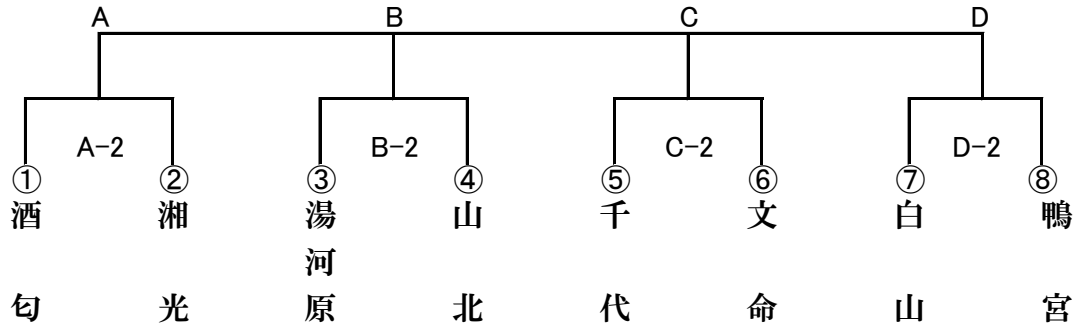 A B C D
A-2 B-2 C-2 D-2
① ② ③ ④ ⑤ ⑥ ⑦ ⑧
酒匂
湘光
湯河原
山北
千代
文命
白山
鴨宮